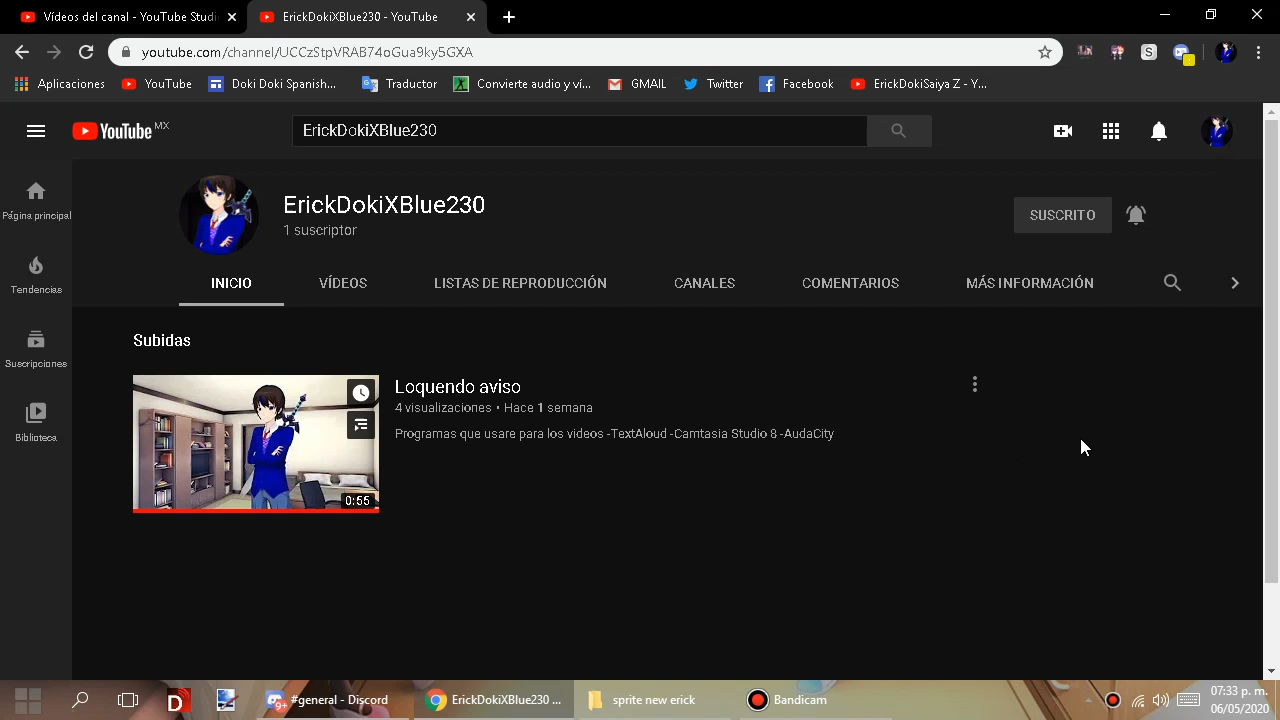 Vídeos del canal - YouTube Studi
ErickDokiXBlue230 - YouTube
youtube.com/channel/UCCzStpVRAB74oGua9ky5GXA
Aplicaciones
YouTube
Doki Doki Spanish...
Traductor
Convierte audio y ví...
GMAIL
Twitter
Facebook
ErickDokiSaiya Z - Y...
YouTube MX
ErickDokiXBlue230
Página principal
Tendencias
Suscripciones
Biblioteca
ErickDokiXBlue230
1 suscriptor
SUSCRITO
INICIO
VÍDEOS
LISTAS DE REPRODUCCIÓN
CANALES
COMENTARIOS
MÁS INFORMACIÓN
Subidas
0:55
Loquendo aviso
4 visualizaciones • Hace 1 semana
Programas que usare para los videos -TextAloud -Camtasia Studio 8 -AudaCity
#general - Discord
ErickDokiXBlue230 ...
sprite new erick
Bandicam
07:33 p. m.
06/05/2020